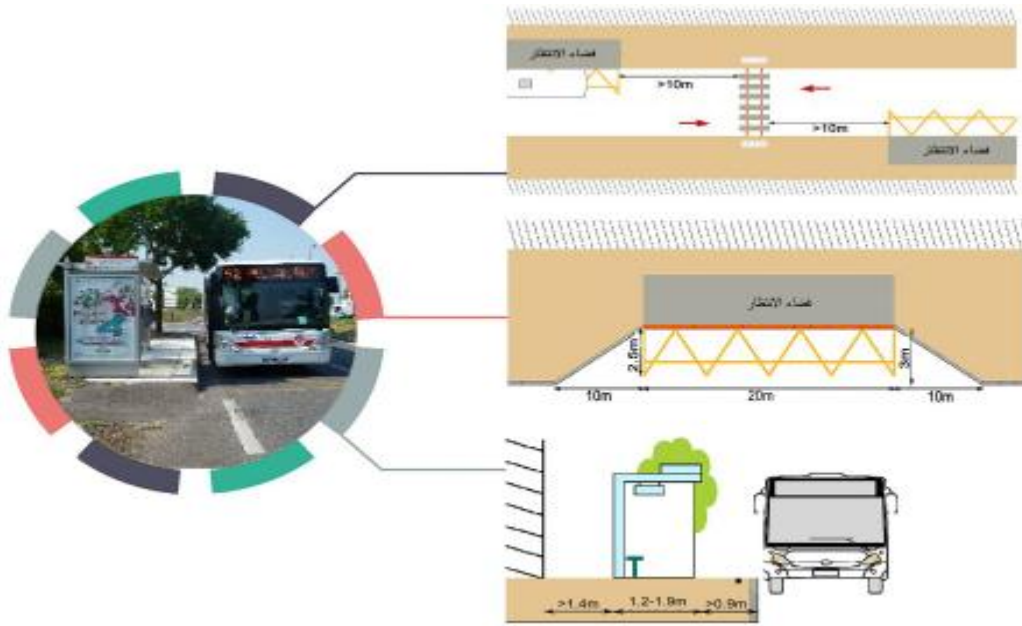 فضاء الانتظار
>10m
>10m
فضاء الانتظار
فضاء الانتظار
2.5m
3m
10m
20m
10m
>1.4m
1.2-1.9m
>0.9m